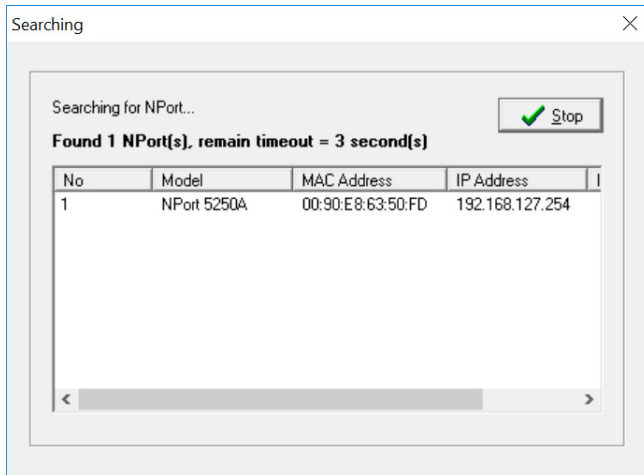 Searching
Searching for NPort...
Stop
Found 1 NPort(s), remain timeout = 3 second(s)
No Model MAC Address IP Address
1 NPort 5250A 00:90:E8:63:50:FD 192.168.127.254